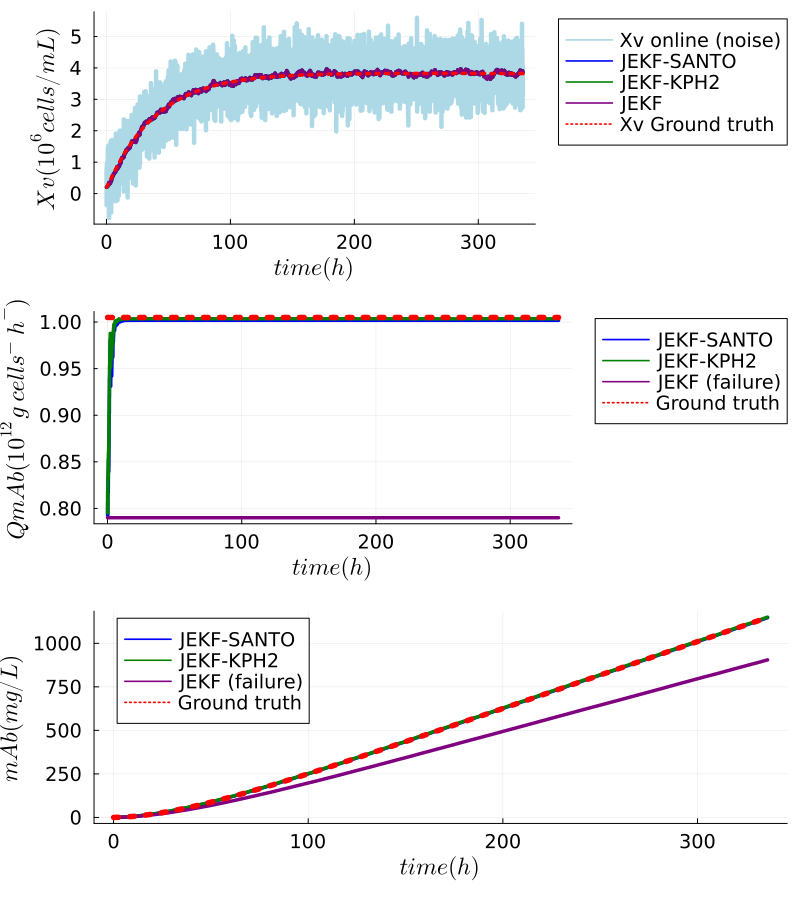 Xv(10^6 cells/mL)
5
4
3
2
1
0
0 100 200 300
time(h)
Xv online (noise)
JEKF-SANTO
JEKF-KPH2
JEKF
Xv Ground truth
QmAb(10^12 g cells^- h^-)
1.00
0.95
0.90
0.85
0.80
0 100 200 300
time(h)
JEKF-SANTO
JEKF-KPH2
JEKF (failure)
Ground truth
mAb(mg/L)
1000
750
500
250
0
0 100 200 300
time(h)
JEKF-SANTO
JEKF-KPH2
JEKF (failure)
Ground truth